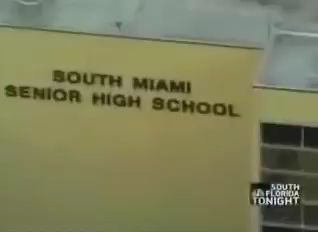 SOUTH MIAMI
SENIOR HIGH SCHOOL
SOUTH
FLORIDA
TONIGHT